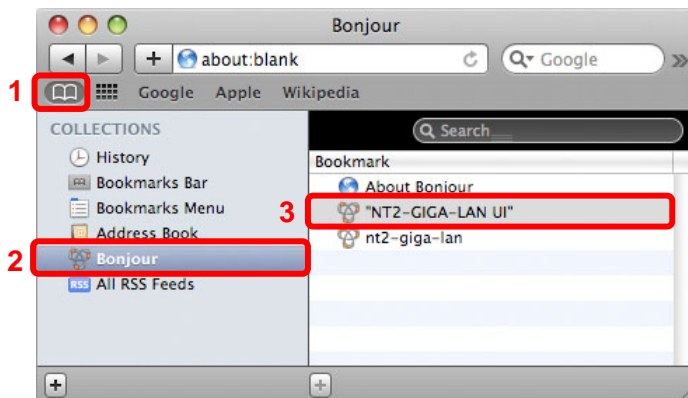 Bonjour
about:blank
Google
1
Google Apple Wikipedia
COLLECTIONS
History
Bookmarks Bar
Bookmarks Menu
Address Book
2
Bonjour
RSS All RSS Feeds
Search
Bookmark
About Bonjour
3
"NT2-GIGA-LAN UI"
nt2-giga-lan